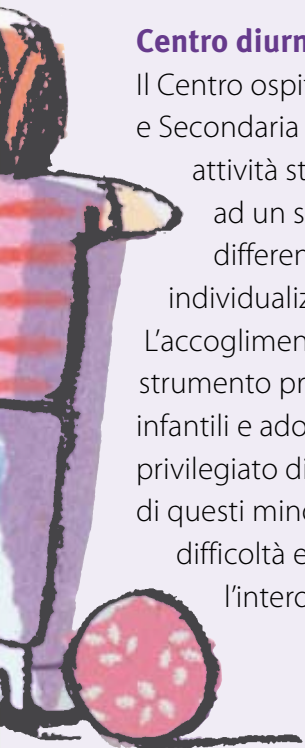 Centro diurn
Il Centro ospit
e Secondaria
attività st
ad un s
differen
individualiz
L'accoglimen
strumento pr
infantili e ado
privilegiato di
di questi mino
difficoltà e
l'interc